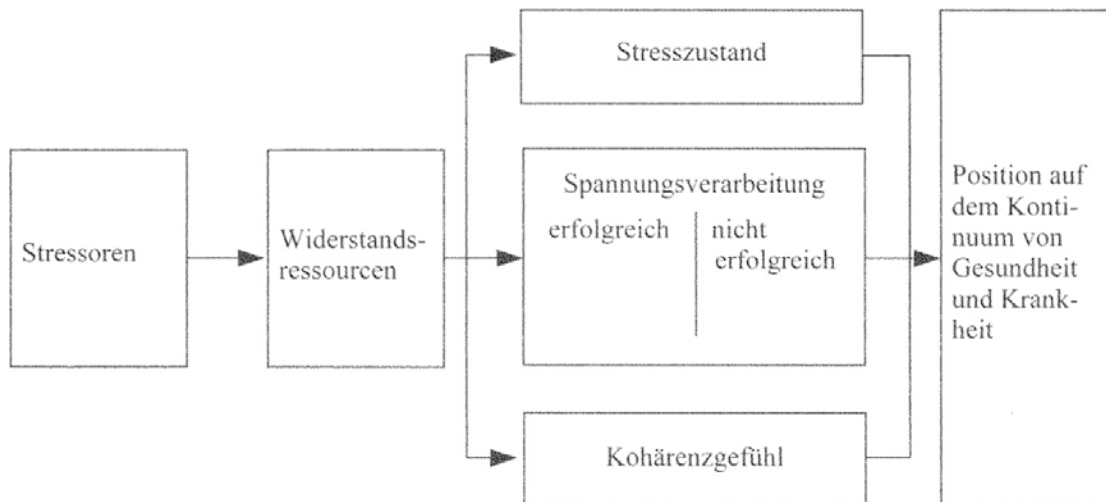 Stressoren
Widerstands-
ressourcen
Stresszustand
Spannungsverarbeitung
erfolgreich
nicht
erfolgreich
Kohärenzgefühl
Position auf
dem Konti-
nuum von
Gesundheit
und Krank-
heit